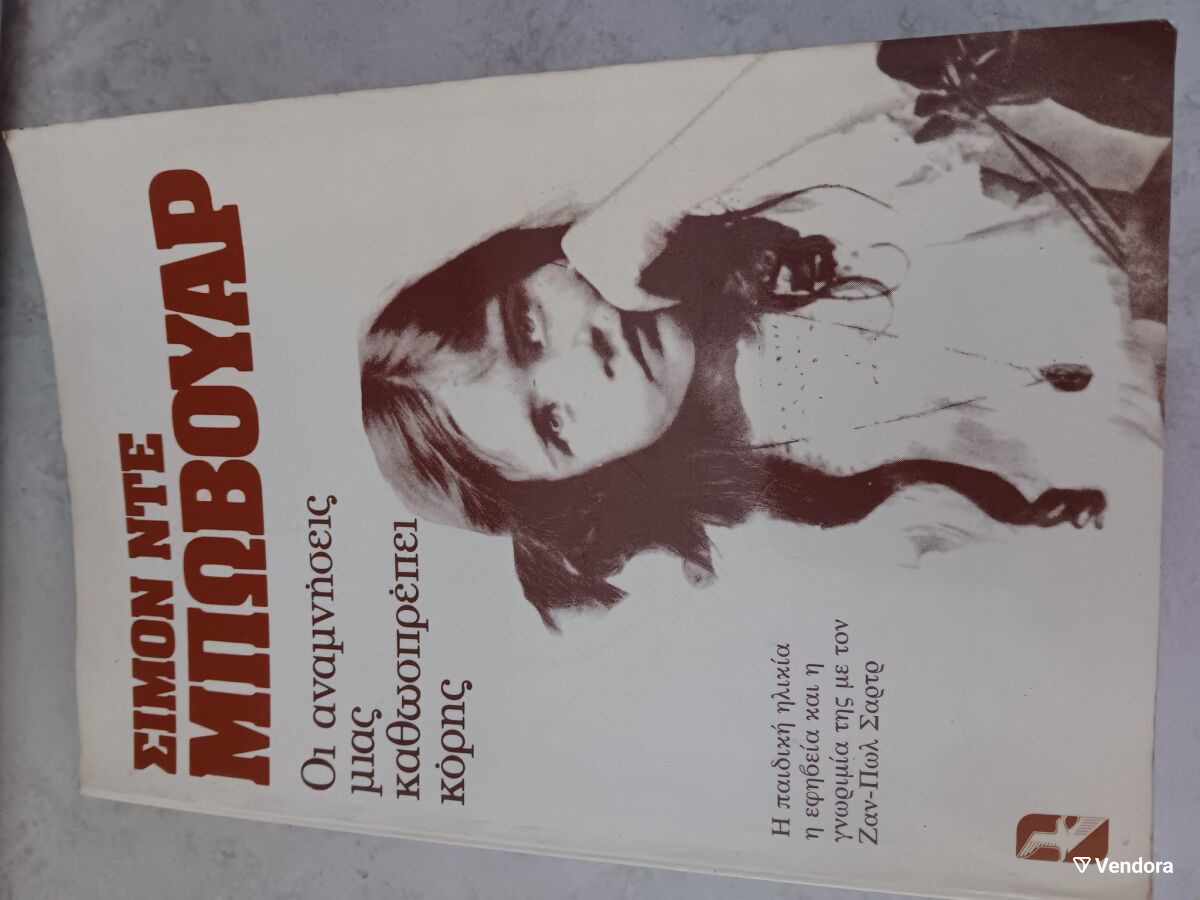 ΣΙΜΟΝ ΝΤΕ
ΜΠΩΒΟΥΑΡ
Οι αναμνήσεις
μιας
καθωσπρέπει
κόρης
Η παιδική ηλικία
η εφηβεία και η
γνωριμία της με τον
Ζαν-Πωλ Σαρτρ
Vendora